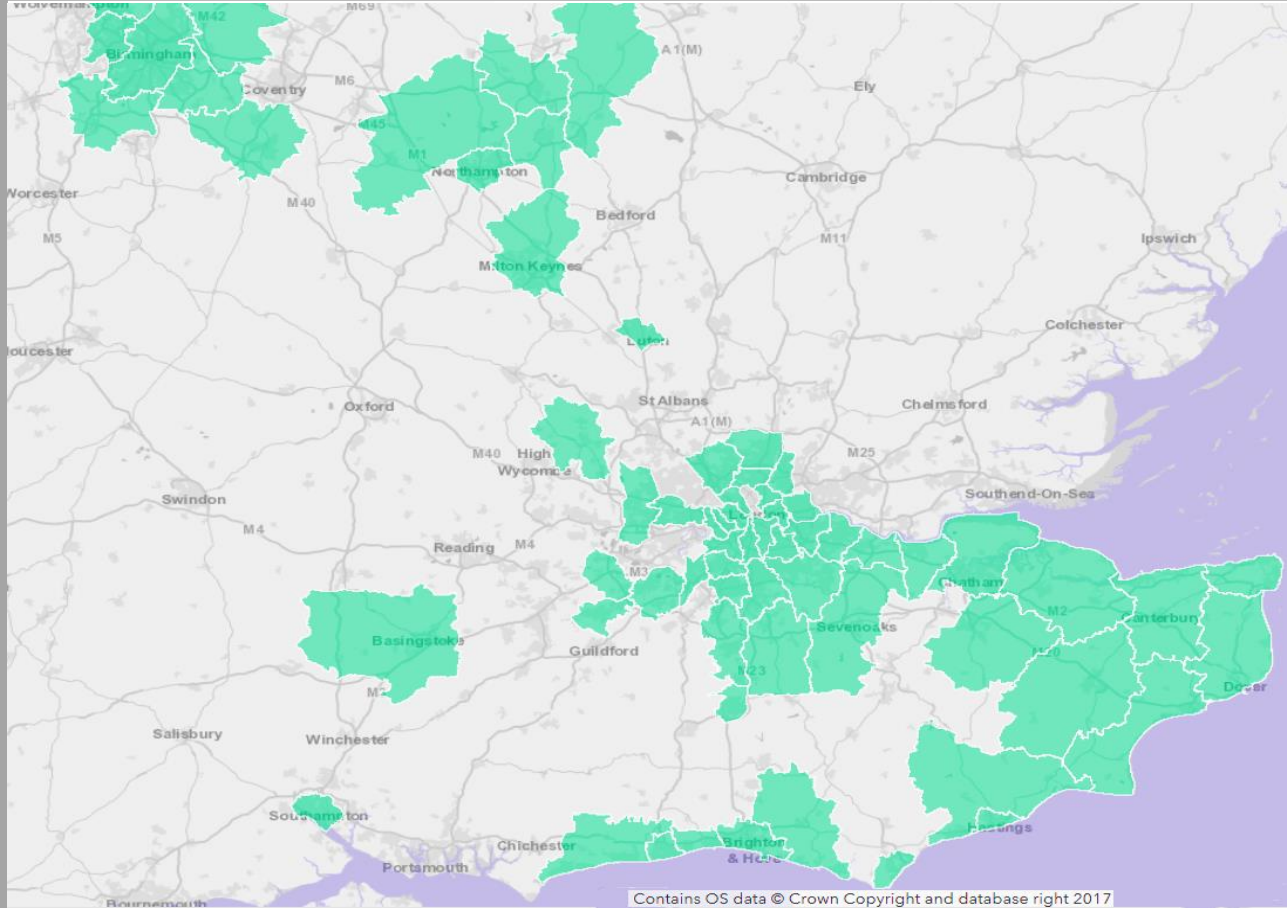 M69
M42
A1(M)
Birmingham
M6
Coventry
Ely
M45
M1
Northampton
Cambridge
Worcester
M40
Bedford
M5
M11
Ipswich
Milton Keynes
Colchester
Luton
oucester
St Albans
Oxford
Chelmsford
A1(M)
M40
High
Wycombe
M25
Swindon
Southend-On-Sea
London
M4
Reading
M4
M3
Chatham
M2
Canterbury
Basingstoke
Sevenoaks
Guildford
M20
M23
Dover
M3
Salisbury
Winchester
Southampton
Hastings
Chichester
Brighton
& Hove
Portsmouth
Bournemouth
Contains OS data © Crown Copyright and database right 2017